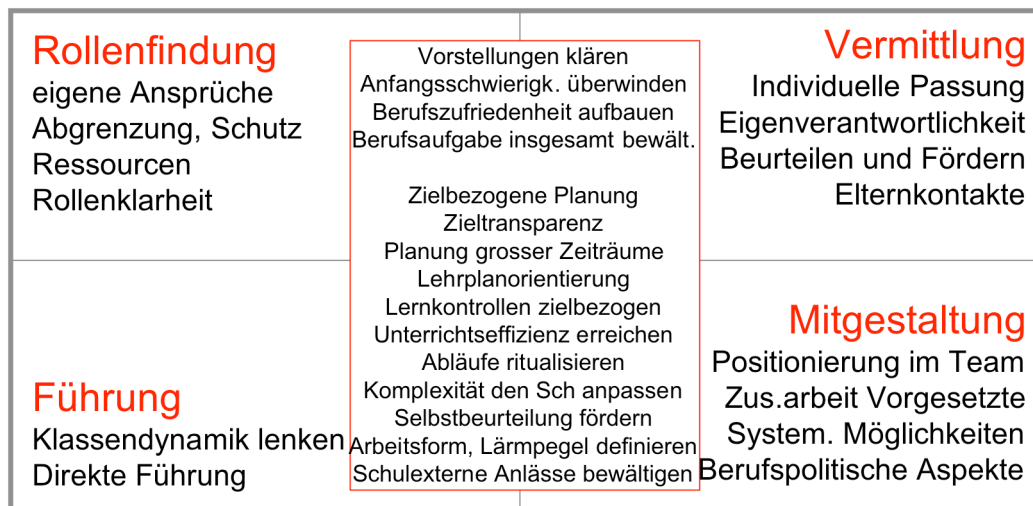 Rollenfindung
eigene Ansprüche
Abgrenzung, Schutz
Ressourcen
Rollenklarheit
Vorstellungen klären
Anfangsschwierigk. überwinden
Berufszufriedenheit aufbauen
Berufsaufgabe insgesamt bewält.
Zielbezogene Planung
Zieltransparenz
Planung grosser Zeiträume
Lehrplanorientierung
Lernkontrollen zielbezogen
Unterrichtseffizienz erreichen
Abläufe ritualisieren
Komplexität den Sch anpassen
Selbstbeurteilung fördern
Arbeitsform, Lärmpegel definieren
Schulexterne Anlässe bewältigen
Vermittlung
Individuelle Passung
Eigenverantwortlichkeit
Beurteilen und Fördern
Elternkontakte
Führung
Klassendynamik lenken
Direkte Führung
Mitgestaltung
Positionierung im Team
Zus.arbeit Vorgesetzte
System. Möglichkeiten
Berufspolitische Aspekte